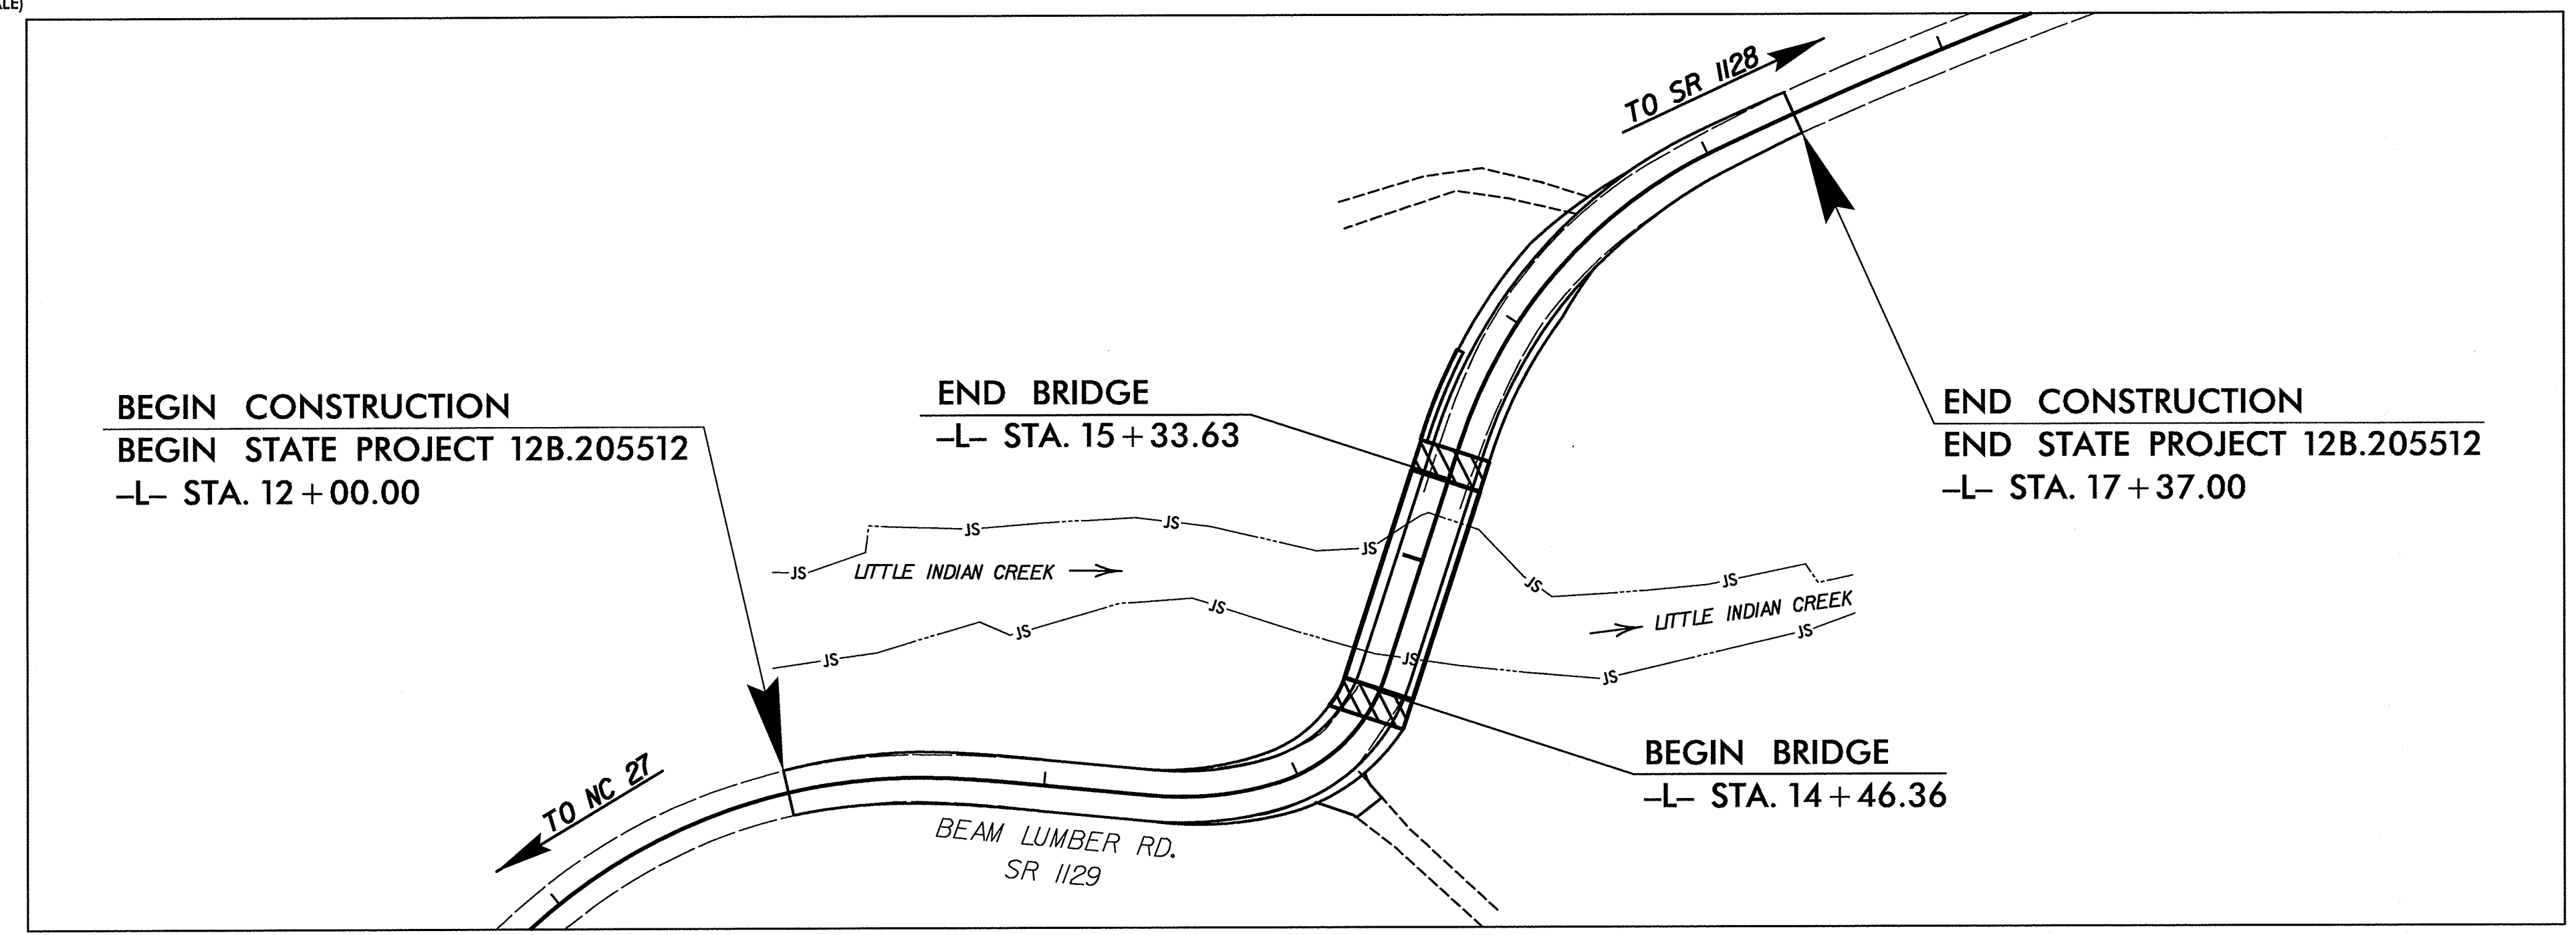 ALE)
TO SR 1128
BEGIN CONSTRUCTION
BEGIN STATE PROJECT 12B.205512
-L- STA. 12+00.00
END BRIDGE
-L- STA. 15+33.63
END CONSTRUCTION
END STATE PROJECT 12B.205512
-L- STA. 17+37.00
JS
JS
JS
JS
LITTLE INDIAN CREEK
JS
JS
LITTLE INDIAN CREEK
JS
JS
JS
JS
JS
JS
BEGIN BRIDGE
-L- STA. 14+46.36
TO NC 27
BEAM LUMBER RD.
SR 1129